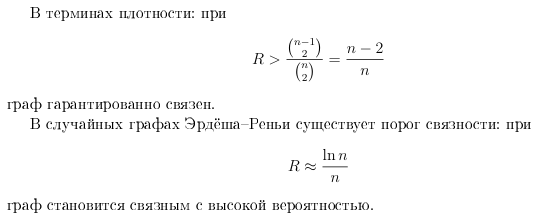 В терминах плотности: при
R > \frac{\binom{n-1}{2}}{\binom{n}{2}} = \frac{n-2}{n}
граф гарантированно связен.
В случайных графах Эрдёша–Реньи существует порог связности: при
R ≈ \frac{\ln n}{n}
граф становится связным с высокой вероятностью.